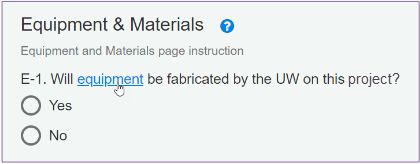 Equipment & Materials ?
Equipment and Materials page instruction
E-1. Will equipment be fabricated by the UW on this project?
Yes
No